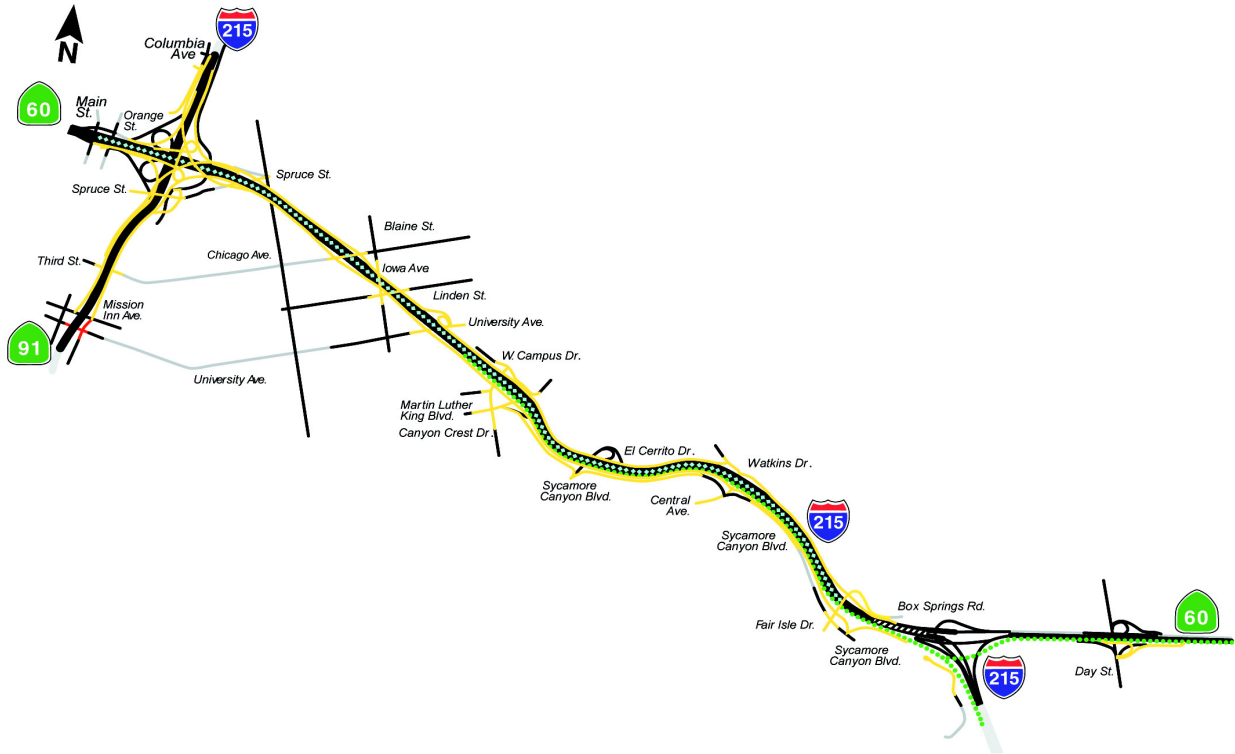 215
Columbia
Ave
60
Main
St.
Orange
St.
N
Spruce St.
Spruce St.
Blaine St.
Chicago Ave.
Third St.
Iowa Ave
Linden St.
Mission
Inn Ave.
University Ave.
91
W. Campus Dr.
University Ave.
Martin Luther
King Blvd.
Canyon Crest Dr.
El Cerrito Dr.
Watkins Dr.
Sycamore
Canyon Blvd.
Central
Ave.
215
Sycamore
Canyon Blvd.
Box Springs Rd.
60
Fair Isle Dr.
Sycamore
Canyon Blvd.
215
Day St.